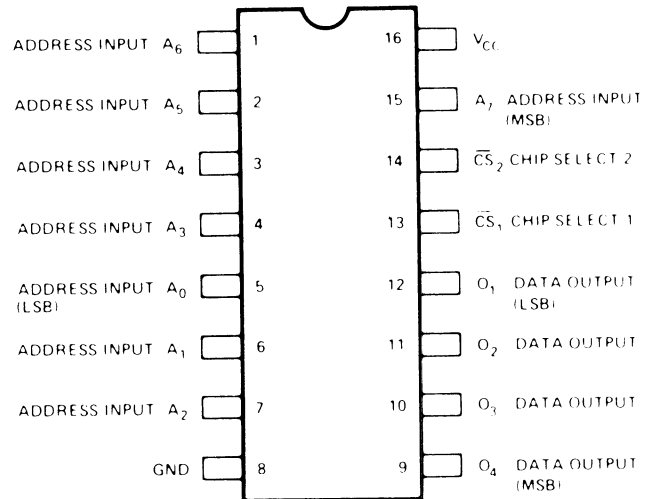 ADDRESS INPUT A6 1 16 VCC
ADDRESS INPUT A5 2 15 A7 ADDRESS INPUT
(MSB)
ADDRESS INPUT A4 3 14 C̅S̅2 CHIP SELECT 2
ADDRESS INPUT A3 4 13 C̅S̅1 CHIP SELECT 1
ADDRESS INPUT A0 5 12 O1 DATA OUTPUT
(LSB) (LSB)
ADDRESS INPUT A1 6 11 O2 DATA OUTPUT
ADDRESS INPUT A2 7 10 O3 DATA OUTPUT
GND 8 9 O4 DATA OUTPUT
(MSB)